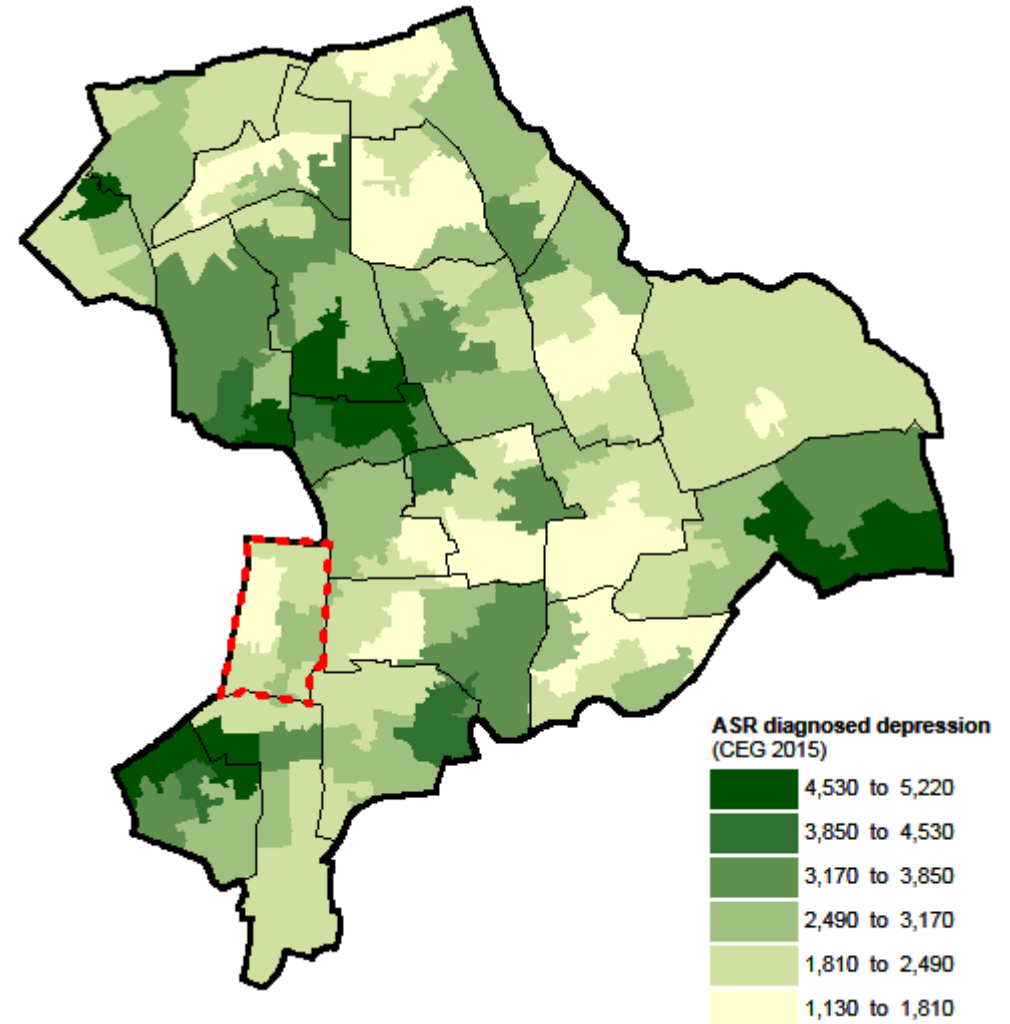 ASR diagnosed depression
(CEG 2015)
4,530 to 5,220
3,850 to 4,530
3,170 to 3,850
2,490 to 3,170
1,810 to 2,490
1,130 to 1,810